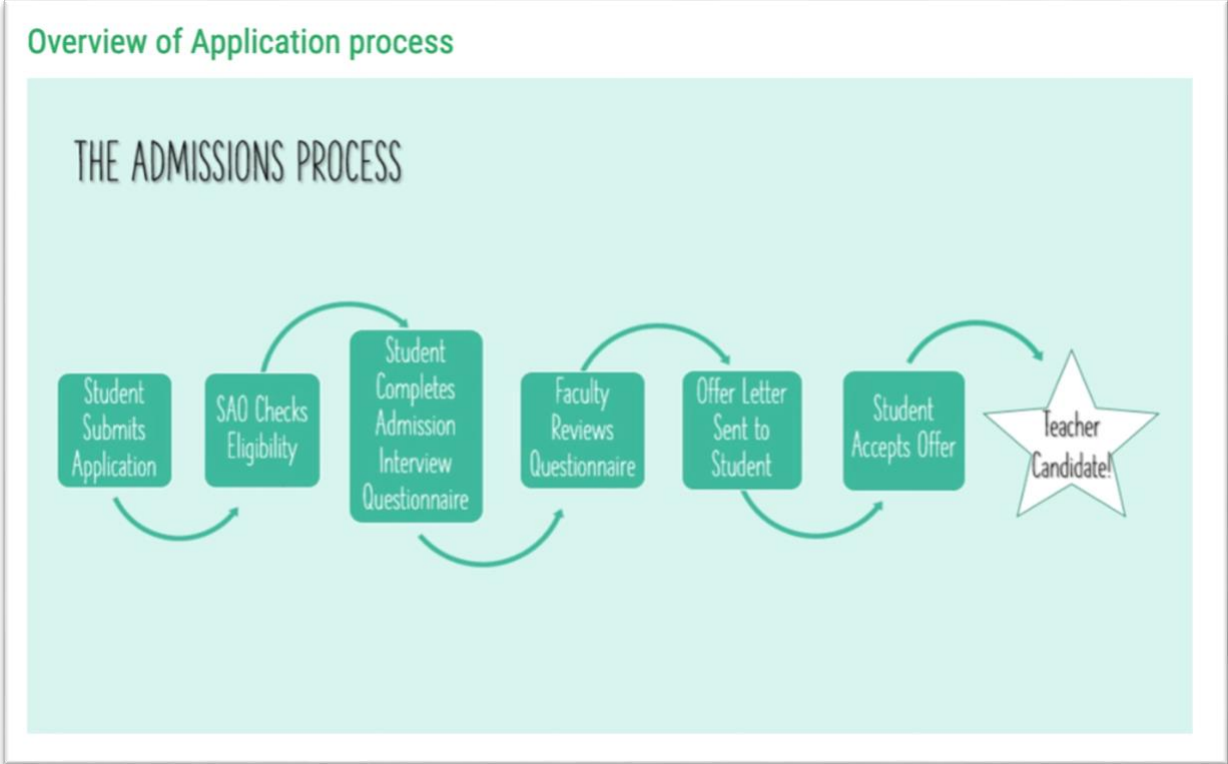 Overview of Application process
THE ADMISSIONS PROCESS
Student
Submits
Application
SAO Checks
Eligibility
Student
Completes
Admission
Interview
Questionnaire
Faculty
Reviews
Questionnaire
Offer Letter
Sent to
Student
Student
Accepts Offer
Teacher
Candidate!